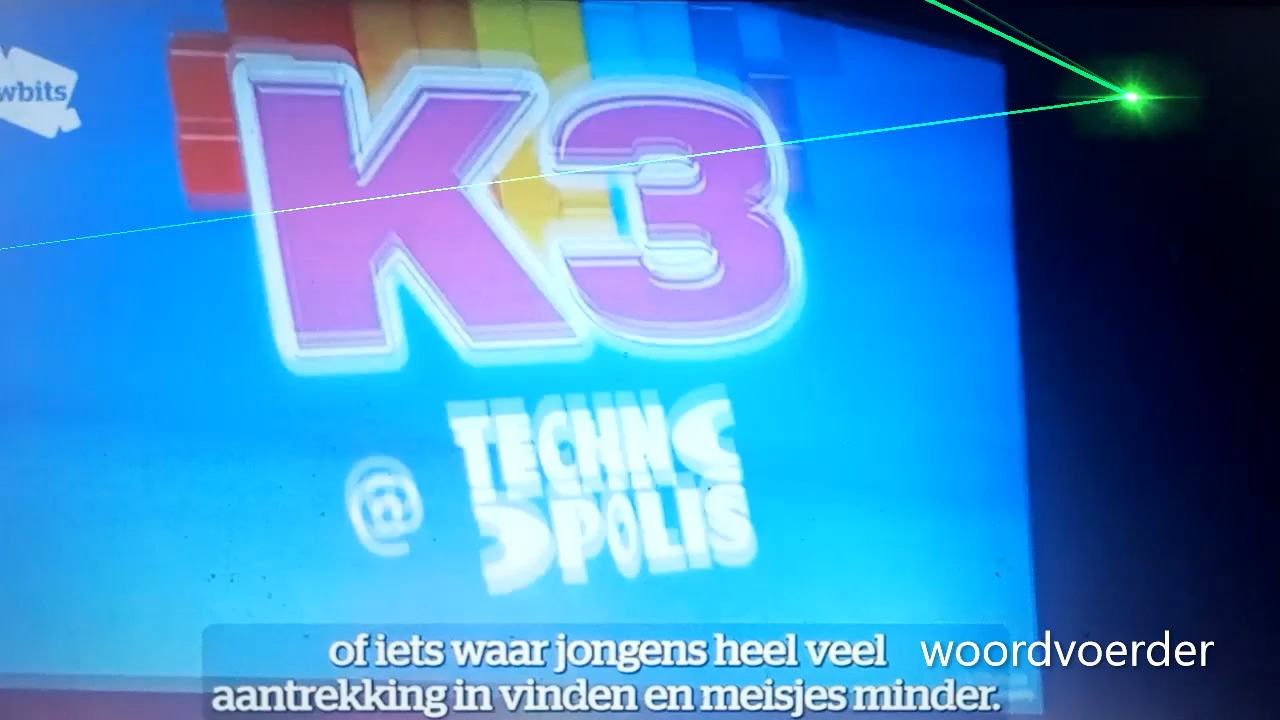 wbits
K3
@
TECHNO
POLIS
of iets waar jongens heel veel
aantrekking in vinden en meisjes minder.
woordvoerder